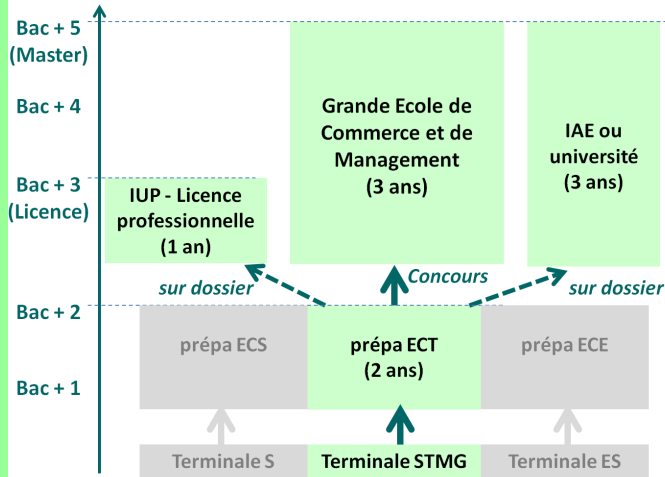 Bac + 5
(Master)
Bac + 4
Grande Ecole de
Commerce et de
Management
(3 ans)
IAE ou
université
(3 ans)
Bac + 3
(Licence)
IUP - Licence
professionnelle
(1 an)
sur dossier
Concours
sur dossier
Bac + 2
prépa ECS
prépa ECT
(2 ans)
prépa ECE
Bac + 1
Terminale S
Terminale STMG
Terminale ES